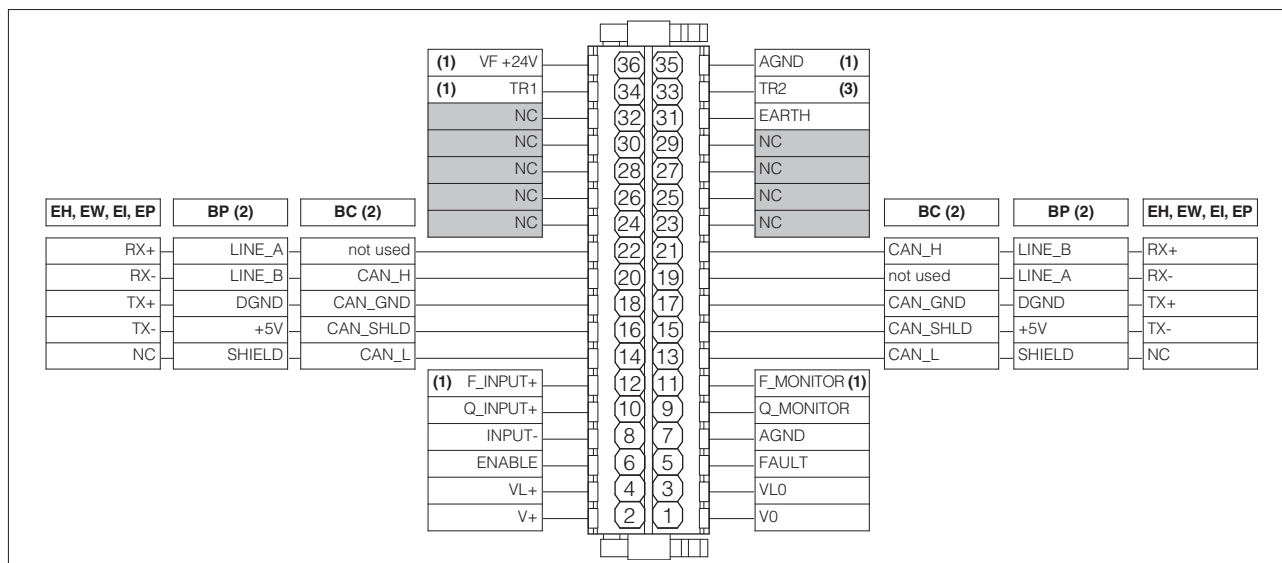 (1) VF +24V 36 35 AGND (1)
(1) TR1 34 33 TR2 (3)
NC 32 31 EARTH
NC 30 29 NC
NC 28 27 NC
NC 26 25 NC
NC 24 23 NC
EH, EW, EI, EP BP (2) BC (2) BC (2) BP (2) EH, EW, EI, EP
RX+ LINE_A not used 22 21 CAN_H LINE_B RX+
RX- LINE_B CAN_H 20 19 not used LINE_A RX-
TX+ DGND CAN_GND 18 17 CAN_GND DGND TX+
TX- +5V CAN_SHLD 16 15 CAN_SHLD +5V TX-
NC SHIELD CAN_L 14 13 CAN_L SHIELD NC
(1) F_INPUT+ 12 11 F_MONITOR (1)
Q_INPUT+ 10 9 Q_MONITOR
INPUT- 8 7 AGND
ENABLE 6 5 FAULT
VL+ 4 3 VL0
V+ 2 1 V0